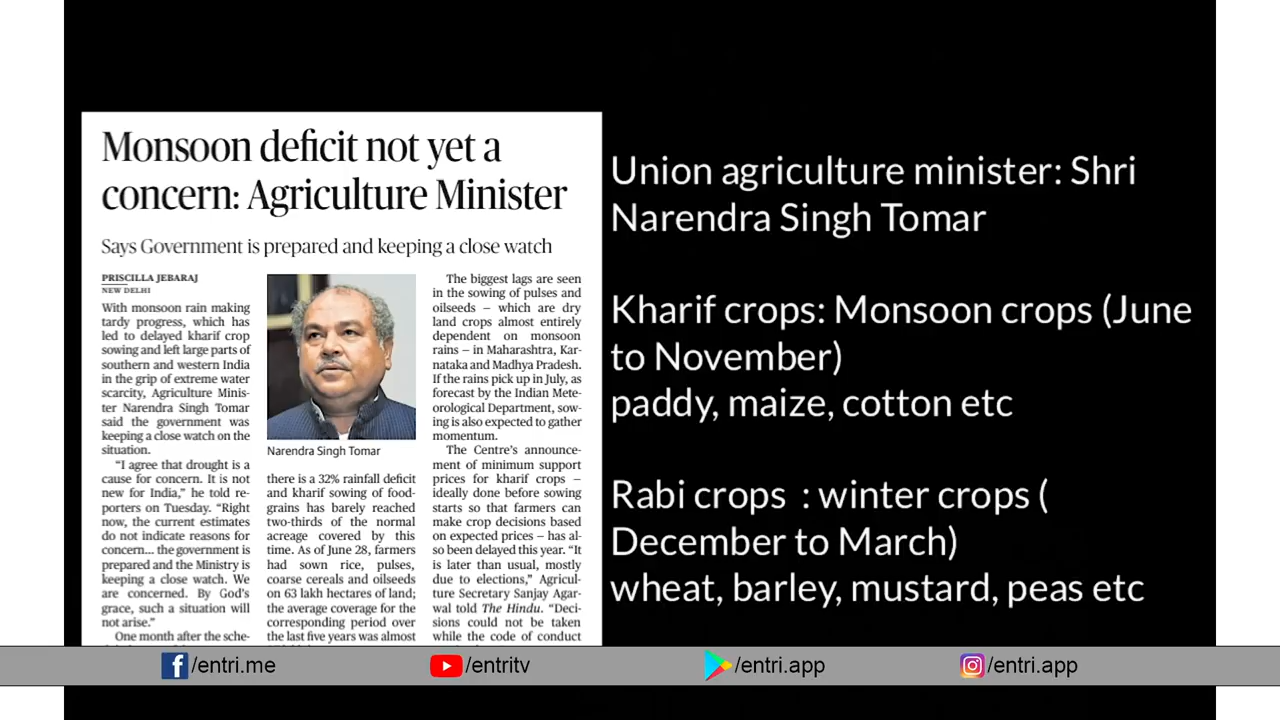 Monsoon deficit not yet a
concern: Agriculture Minister
Says Government is prepared and keeping a close watch
PRISCILLA JEBARAJ
NEW DELHI
With monsoon rain making
tardy progress, which has
led to delayed kharif crop
sowing and left large parts of
southern and western India
in the grip of extreme water
scarcity, Agriculture Minis-
ter Narendra Singh Tomar
said the government was
keeping a close watch on the
situation.
“I agree that drought is a
cause for concern. It is not
new for India,” he told re-
porters on Tuesday. “Right
now, the current estimates
do not indicate reasons for
concern... the government is
prepared and the Ministry is
keeping a close watch. We
are concerned. By God’s
grace, such a situation will
not arise.”
One month after the sche-
Narendra Singh Tomar
there is a 32% rainfall deficit
and kharif sowing of food-
grains has barely reached
two-thirds of the normal
acreage covered by this
time. As of June 28, farmers
had sown rice, pulses,
coarse cereals and oilseeds
on 63 lakh hectares of land;
the average coverage for the
corresponding period over
the last five years was almost
The biggest lags are seen
in the sowing of pulses and
oilseeds – which are dry
land crops almost entirely
dependent on monsoon
rains – in Maharashtra, Kar-
nataka and Madhya Pradesh.
If the rains pick up in July, as
forecast by the Indian Mete-
orological Department, sow-
ing is also expected to gather
momentum.
The Centre’s announce-
ment of minimum support
prices for kharif crops –
ideally done before sowing
starts so that farmers can
make crop decisions based
on expected prices – has al-
so been delayed this year. “It
is later than usual, mostly
due to elections,” Agricul-
ture Secretary Sanjay Agar-
wal told The Hindu. “Deci-
sions could not be taken
while the code of conduct
Union agriculture minister: Shri
Narendra Singh Tomar
Kharif crops: Monsoon crops (June
to November)
paddy, maize, cotton etc
Rabi crops : winter crops (
December to March)
wheat, barley, mustard, peas etc
/entri.me
/entritv
/entri.app
/entri.app